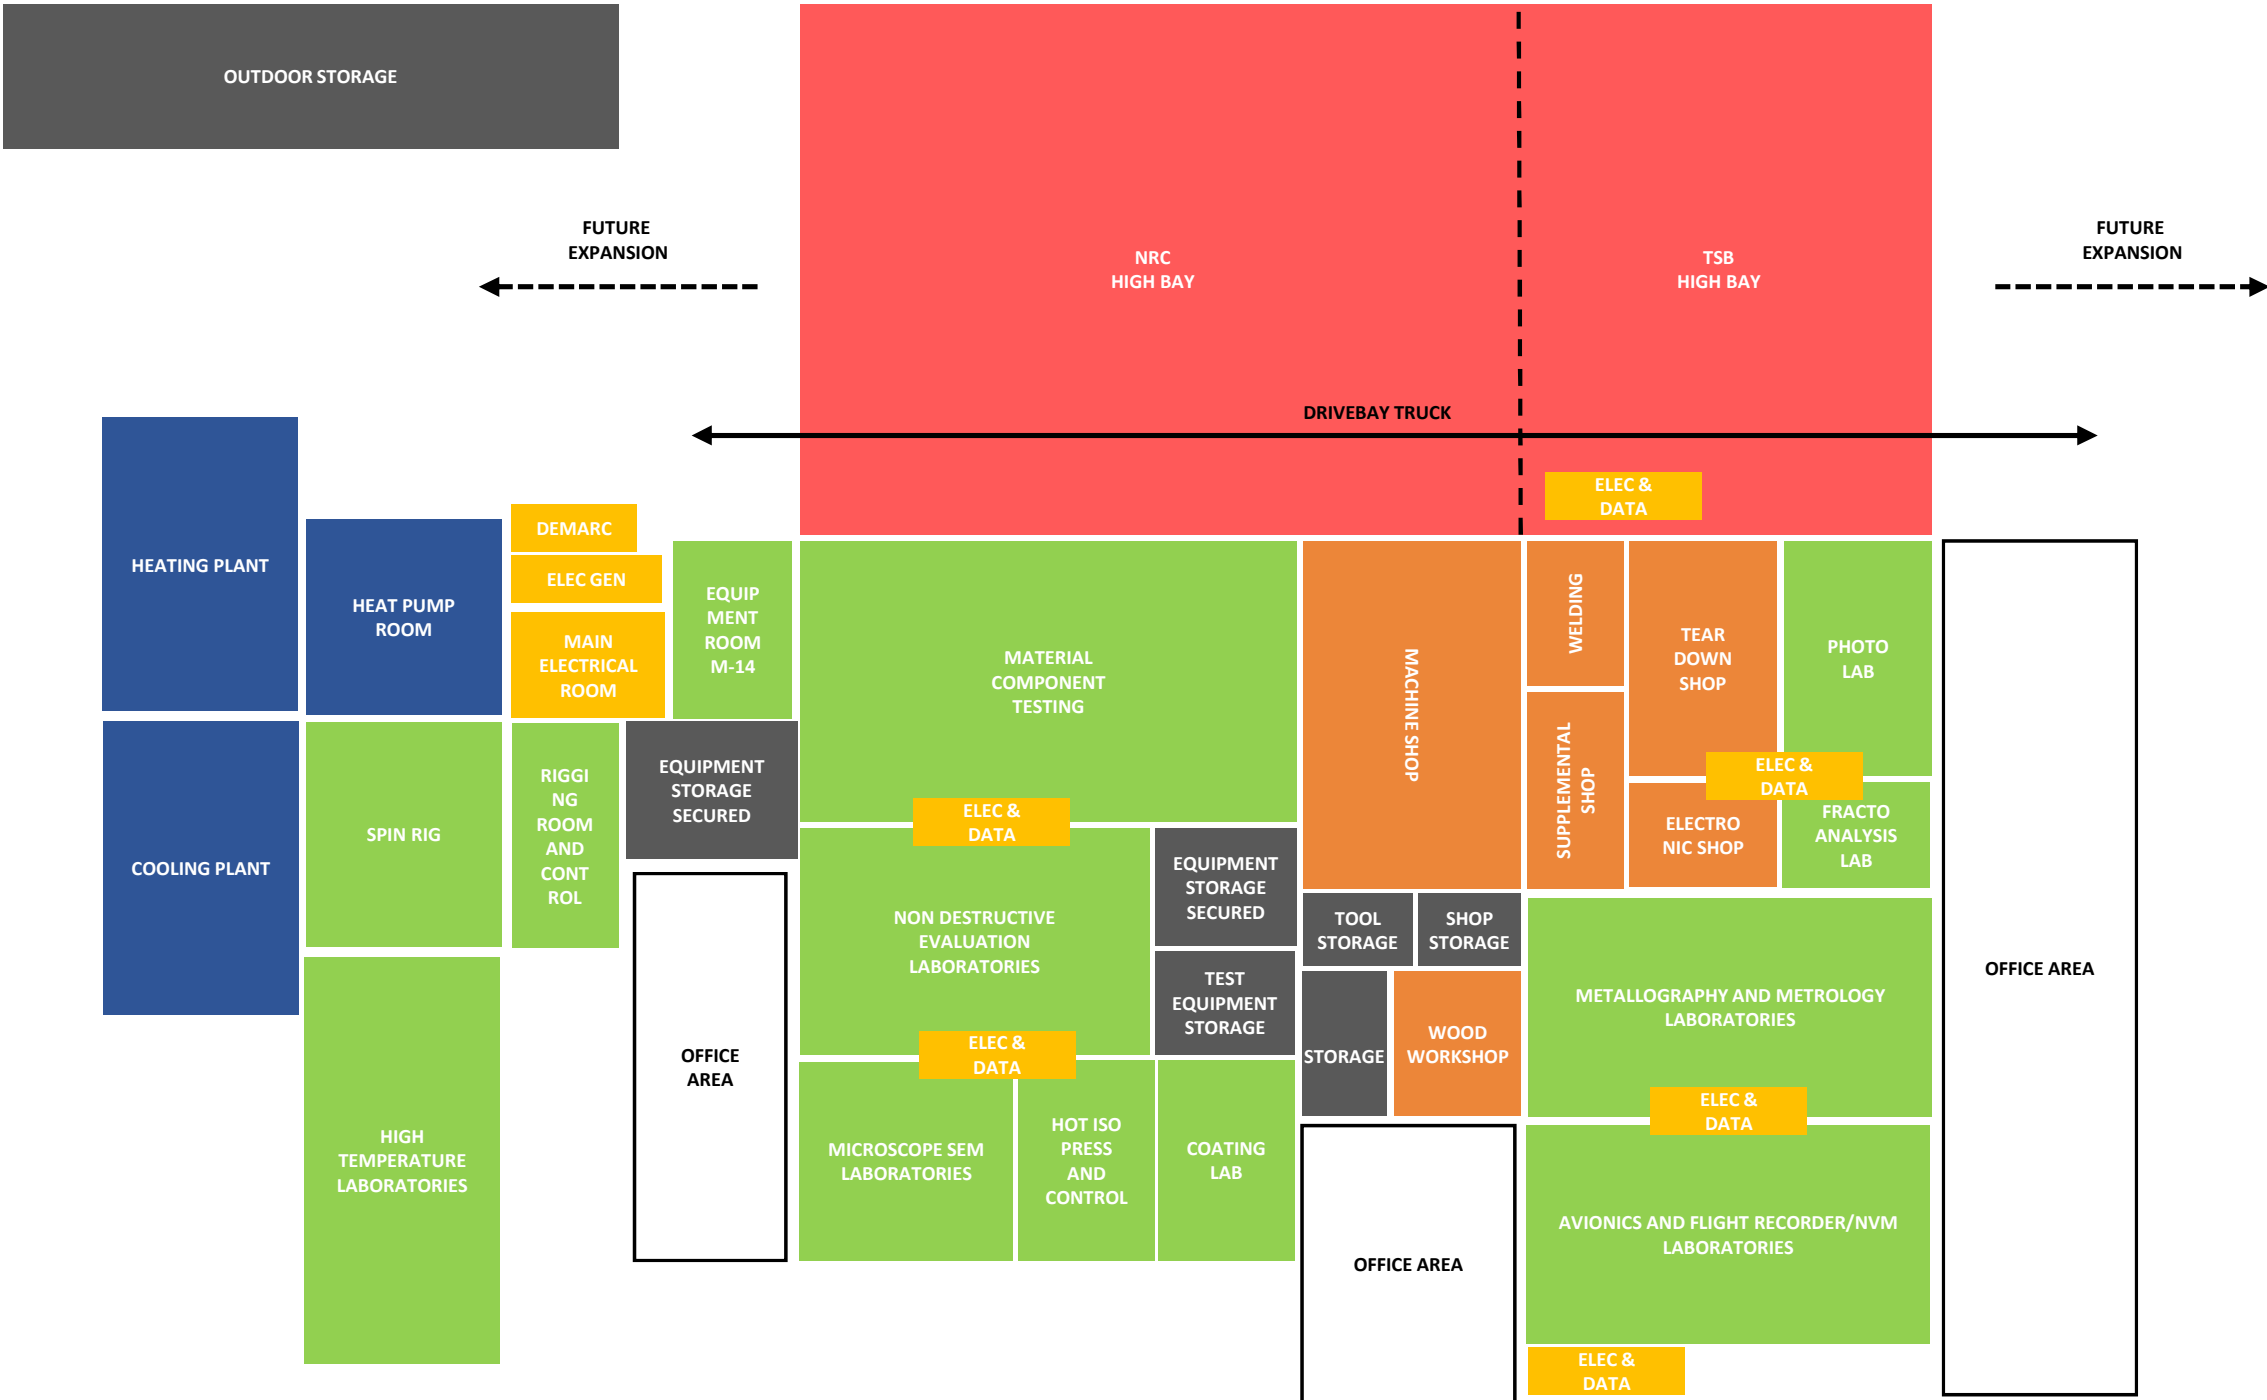 OUTDOOR STORAGE
FUTURE
EXPANSION
NRC
HIGH BAY
TSB
HIGH BAY
FUTURE
EXPANSION
DRIVEBAY TRUCK
ELEC &
DATA
HEATING PLANT
HEAT PUMP
ROOM
DEMARC
ELEC GEN
MAIN
ELECTRICAL
ROOM
EQUIP
MENT
ROOM
M-14
MATERIAL
COMPONENT
TESTING
MACHINE SHOP
WELDING
SUPPLEMENTAL
SHOP
TEAR
DOWN
SHOP
PHOTO
LAB
ELEC &
DATA
ELECTRO
NIC SHOP
FRACTO
ANALYSIS
LAB
COOLING PLANT
SPIN RIG
RIGGI
NG
ROOM
AND
CONT
ROL
EQUIPMENT
STORAGE
SECURED
ELEC &
DATA
NON DESTRUCTIVE
EVALUATION
LABORATORIES
EQUIPMENT
STORAGE
SECURED
TEST
EQUIPMENT
STORAGE
TOOL
STORAGE
SHOP
STORAGE
STORAGE
WOOD
WORKSHOP
METALLOGRAPHY AND METROLOGY
LABORATORIES
OFFICE AREA
OFFICE
AREA
ELEC &
DATA
HIGH
TEMPERATURE
LABORATORIES
MICROSCOPE SEM
LABORATORIES
HOT ISO
PRESS
AND
CONTROL
COATING
LAB
ELEC &
DATA
OFFICE AREA
AVIONICS AND FLIGHT RECORDER/NVM
LABORATORIES
ELEC &
DATA